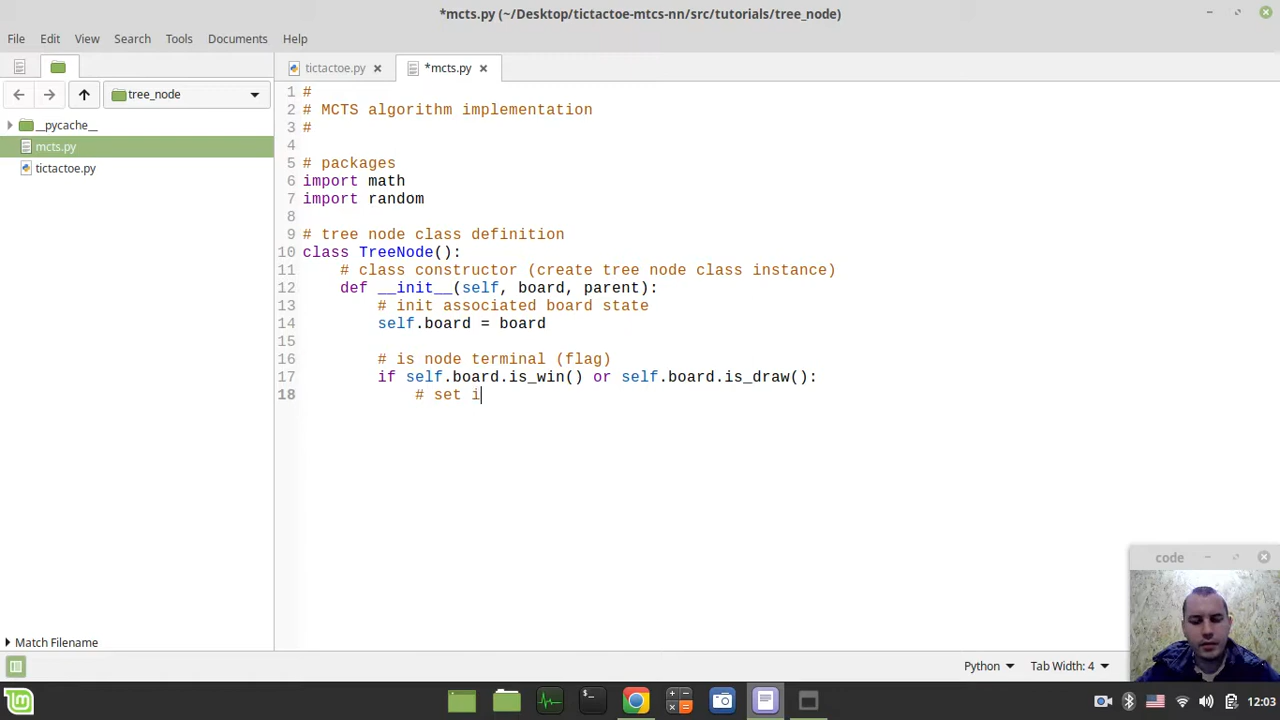 *mcts.py (~/Desktop/tictactoe-mtcs-nn/src/tutorials/tree_node)
File Edit View Search Tools Documents Help
tictactoe.py *mcts.py
tree_node
__pycache__
mcts.py
tictactoe.py
1 #
2 # MCTS algorithm implementation
3 #
4
5 # packages
6 import math
7 import random
8
9 # tree node class definition
10 class TreeNode():
11 # class constructor (create tree node class instance)
12 def __init__(self, board, parent):
13 # init associated board state
14 self.board = board
15
16 # is node terminal (flag)
17 if self.board.is_win() or self.board.is_draw():
18 # set i
code
Match Filename
Python Tab Width: 4
12:03